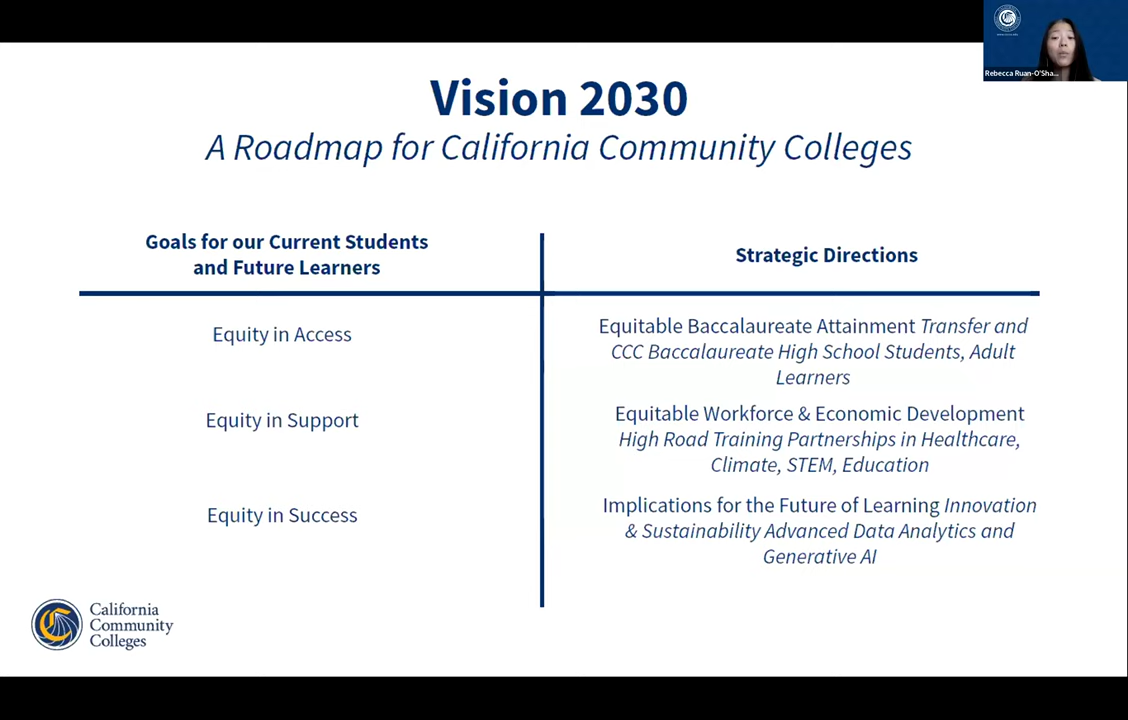 Rebecca Ruan-O'Sha...
Vision 2030
A Roadmap for California Community Colleges
Goals for our Current Students
and Future Learners
Strategic Directions
Equity in Access
Equitable Baccalaureate Attainment Transfer and
CCC Baccalaureate High School Students, Adult
Learners
Equity in Support
Equitable Workforce & Economic Development
High Road Training Partnerships in Healthcare,
Climate, STEM, Education
Equity in Success
Implications for the Future of Learning Innovation
& Sustainability Advanced Data Analytics and
Generative AI
California
Community
Colleges